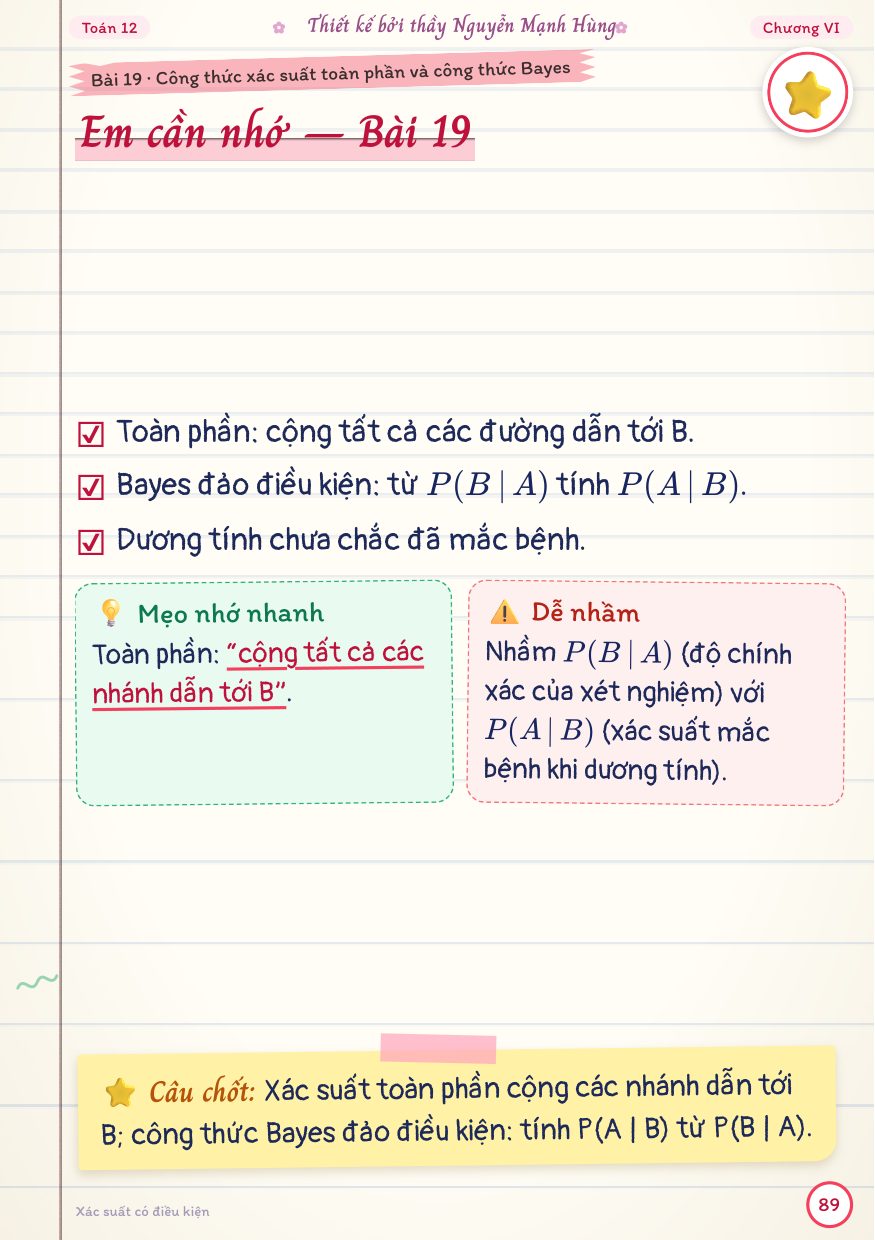 Toán 12
Thiết kế bởi thầy Nguyễn Mạnh Hùng
Chương VI
Bài 19 · Công thức xác suất toàn phần và công thức Bayes
Em cần nhớ — Bài 19
Toàn phần: cộng tất cả các đường dẫn tới B.
Bayes đảo điều kiện: từ P(B | A) tính P(A | B).
Dương tính chưa chắc đã mắc bệnh.
Mẹo nhớ nhanh
Toàn phần: “cộng tất cả các
nhánh dẫn tới B”.
Dễ nhầm
Nhầm P(B | A) (độ chính
xác của xét nghiệm) với
P(A | B) (xác suất mắc
bệnh khi dương tính).
Câu chốt: Xác suất toàn phần cộng các nhánh dẫn tới
B; công thức Bayes đảo điều kiện: tính P(A | B) từ P(B | A).
Xác suất có điều kiện
89